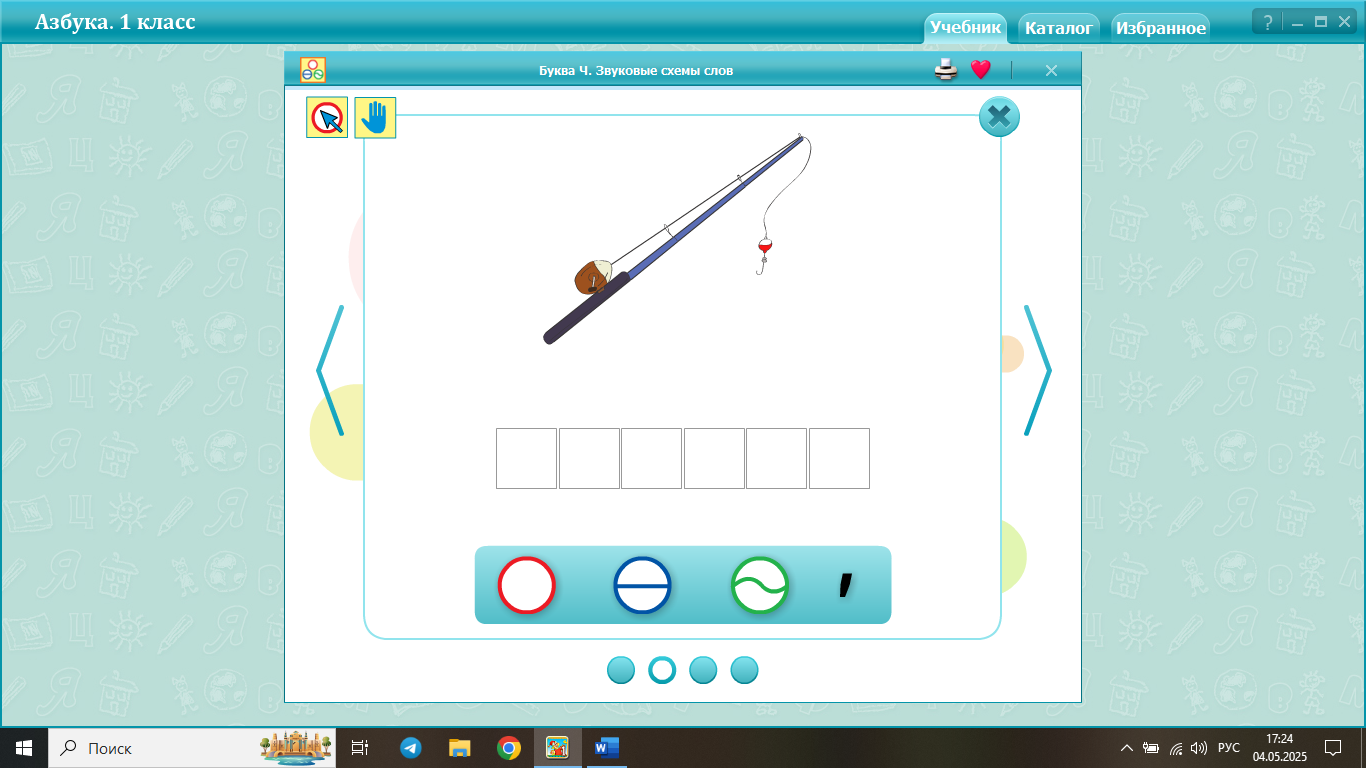 Азбука. 1 класс
Учебник Каталог Избранное
?
Буква Ч. Звуковые схемы слов
,
Поиск
W
РУС
17:24
04.05.2025